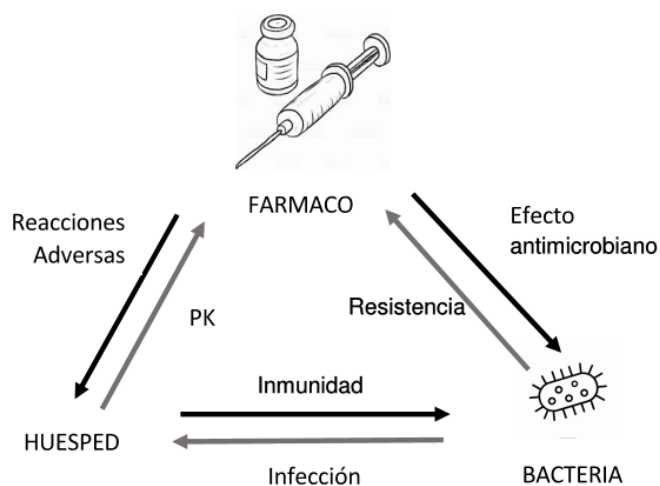 FARMACO
Reacciones
Adversas
Efecto
antimicrobiano
PK
Resistencia
Inmunidad
HUESPED
Infección
BACTERIA